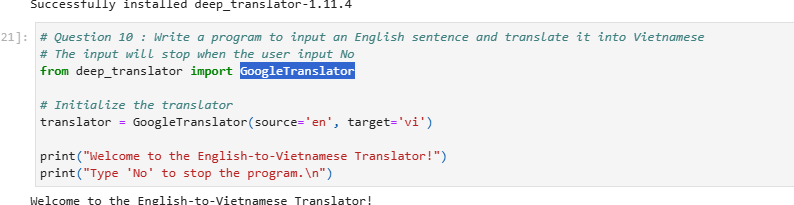 Successfully installed deep_translator-1.11.4
21]: # Question 10 : Write a program to input an English sentence and translate it into Vietnamese
# The input will stop when the user input No
from deep_translator import GoogleTranslator
# Initialize the translator
translator = GoogleTranslator(source='en', target='vi')
print("Welcome to the English-to-Vietnamese Translator!")
print("Type 'No' to stop the program.\n")
Welcome to the English-to-Vietnamese Translator!